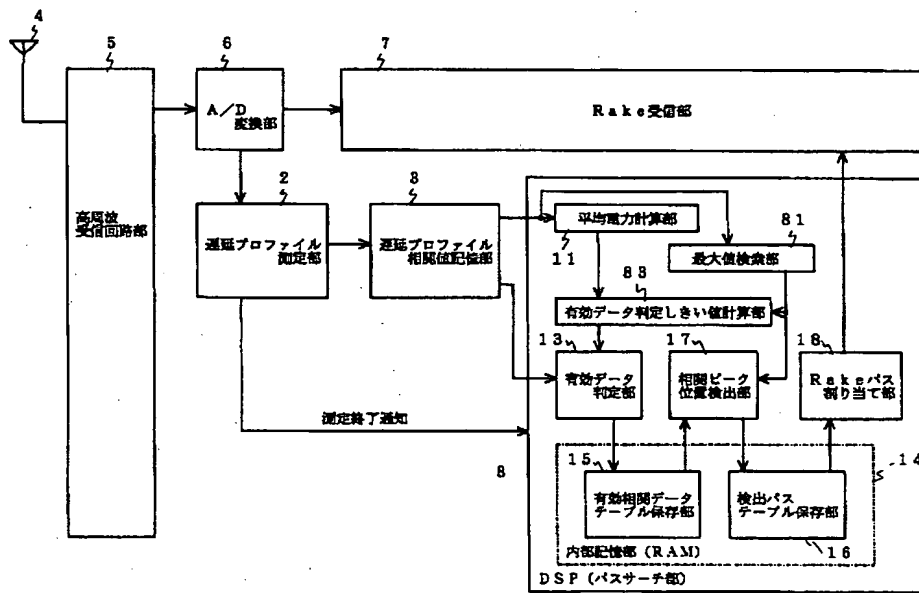 4
5
6
7
A/D
変換部
Rake受信部
高周波
受信回路部
2
3
遅延プロファイル
測定部
遅延プロファイル
相関値記憶部
平均電力計算部
11
81
最大値検索部
83
有効データ判定しきい値計算部
13
17
18
有効データ
判定部
相関ピーク
位置検出部
Rakeパス
割り当て部
測定終了通知
8
14
15
有効相関データ
テーブル保存部
検出パス
テーブル保存部
16
内部記憶部(RAM)
DSP(パスサーチ部)